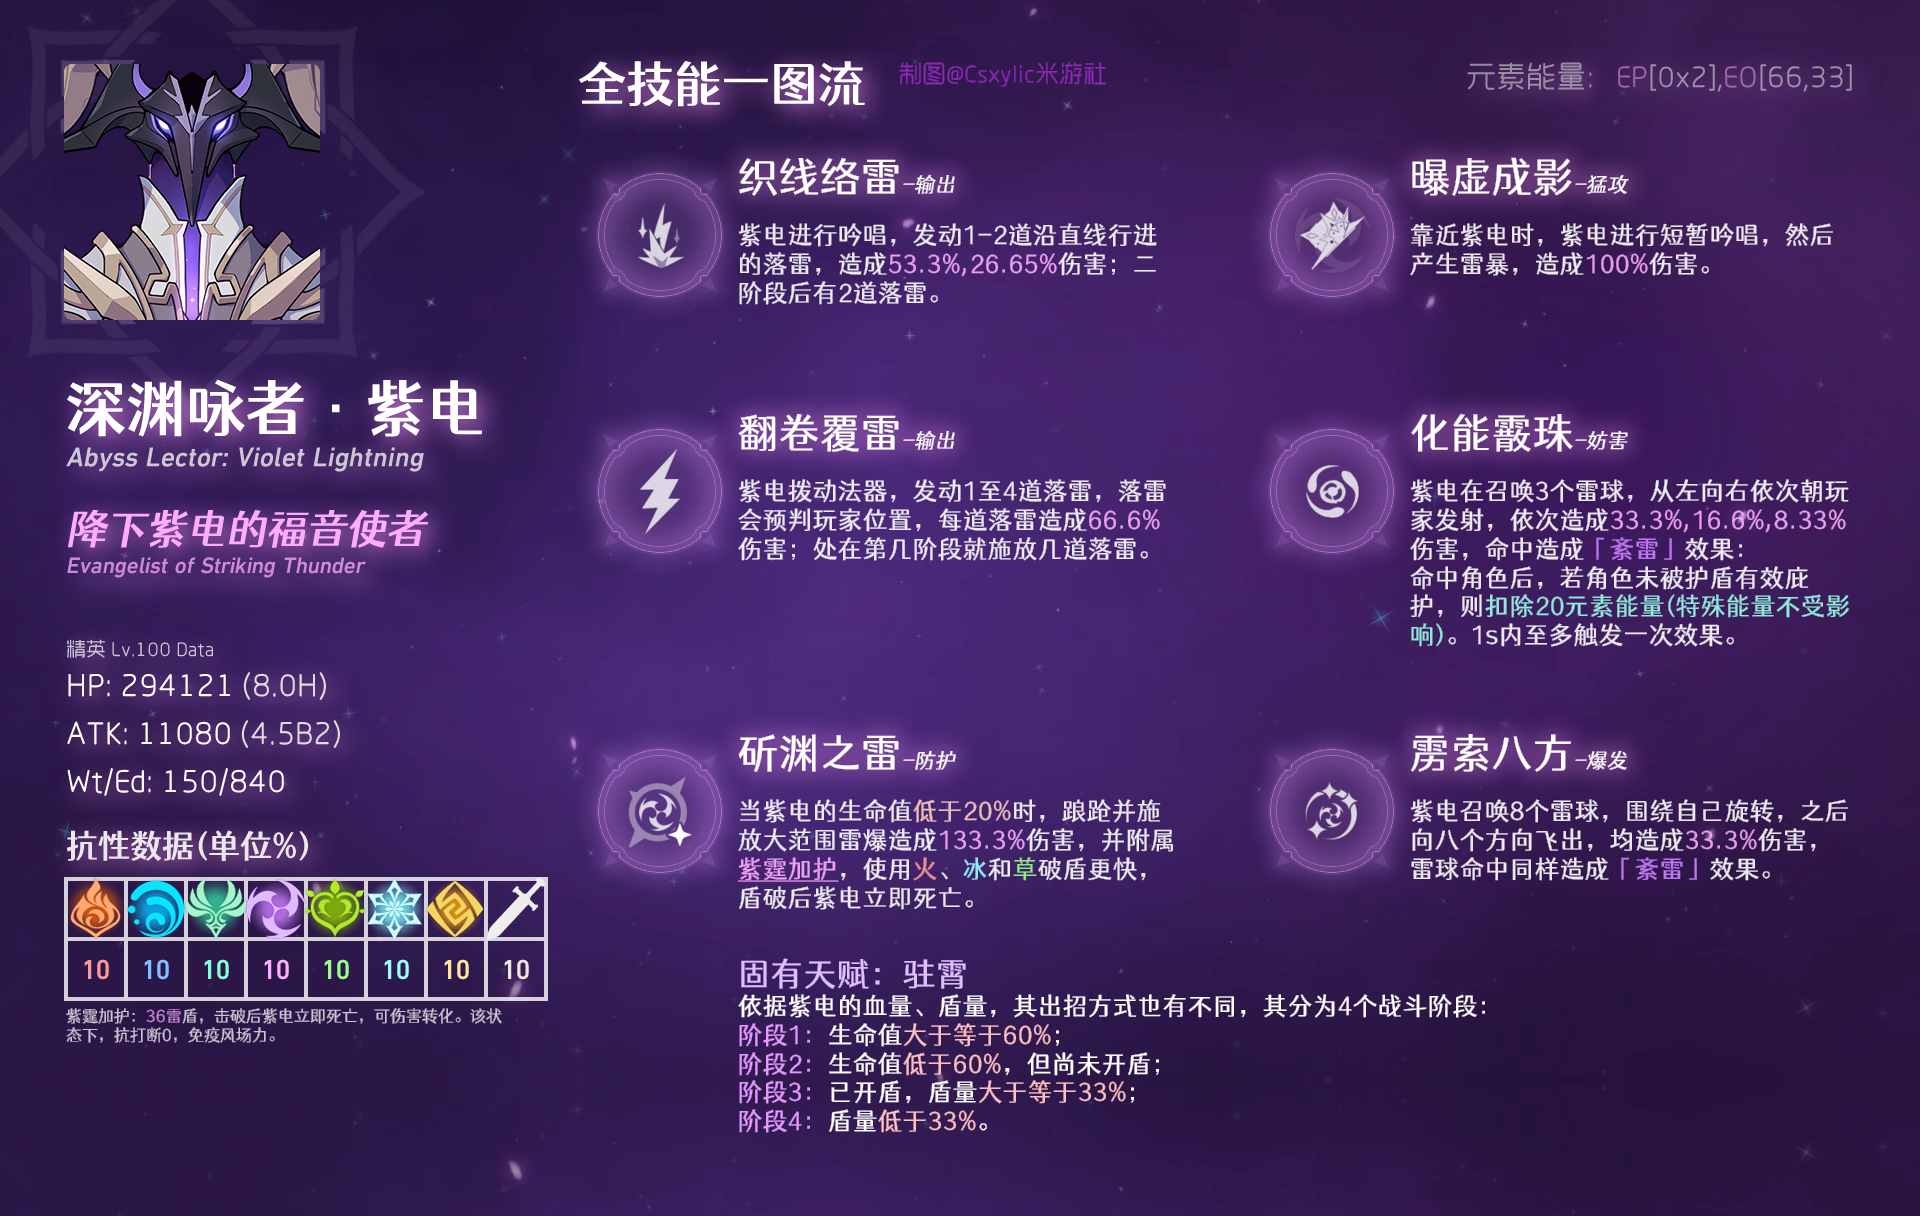 全技能一图流
制图@Csxylic米游社
元素能量：EP[0x2],EO[66,33]
深渊咏者·紫电
Abyss Lector: Violet Lightning
降下紫电的福音使者
Evangelist of Striking Thunder
精英 Lv.100 Data
HP: 294121 (8.0H)
ATK: 11080 (4.5B2)
Wt/Ed: 150/840
抗性数据(单位%)
10 10 10 10 10 10 10 10
紫霆加护：36雷盾，击破后紫电立即死亡，可伤害转化。该状
态下，抗打断0，免疫风场力。
织线络雷-输出
紫电进行吟唱，发动1-2道沿直线行进
的落雷，造成53.3%,26.65%伤害；二
阶段后有2道落雷。
曝虚成影-猛攻
靠近紫电时，紫电进行短暂吟唱，然后
产生雷暴，造成100%伤害。
翻卷覆雷-输出
紫电拨动法器，发动1至4道落雷，落雷
会预判玩家位置，每道落雷造成66.6%
伤害；处在第几阶段就施放几道落雷。
化能霰珠-妨害
紫电在召唤3个雷球，从左向右依次朝玩
家发射，依次造成33.3%,16.6%,8.33%
伤害，命中造成「紊雷」效果：
命中角色后，若角色未被护盾有效庇
护，则扣除20元素能量(特殊能量不受影
响)。1s内至多触发一次效果。
斫渊之雷-防护
当紫电的生命值低于20%时，踉跄并施
放大范围雷爆造成133.3%伤害，并附属
紫霆加护，使用火、冰和草破盾更快，
盾破后紫电立即死亡。
雳索八方-爆发
紫电召唤8个雷球，围绕自己旋转，之后
向八个方向飞出，均造成33.3%伤害，
雷球命中同样造成「紊雷」效果。
固有天赋：驻霄
依据紫电的血量、盾量，其出招方式也有不同，其分为4个战斗阶段：
阶段1：生命值大于等于60%；
阶段2：生命值低于60%，但尚未开盾；
阶段3：已开盾，盾量大于等于33%；
阶段4：盾量低于33%。